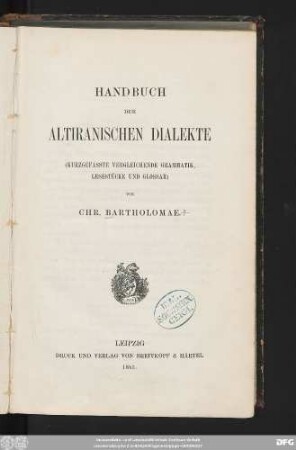 HANDBUCH
DER
ALTIRANISCHEN DIALEKTE
(KURZGEFASSTE VERGLEICHENDE GRAMMATIK,
LESESTÜCKE UND GLOSSAR)
VON
CHR. BARTHOLOMAE.
LEIPZIG
DRUCK UND VERLAG VON BREITKOPF & HÄRTEL
1883.
DFG